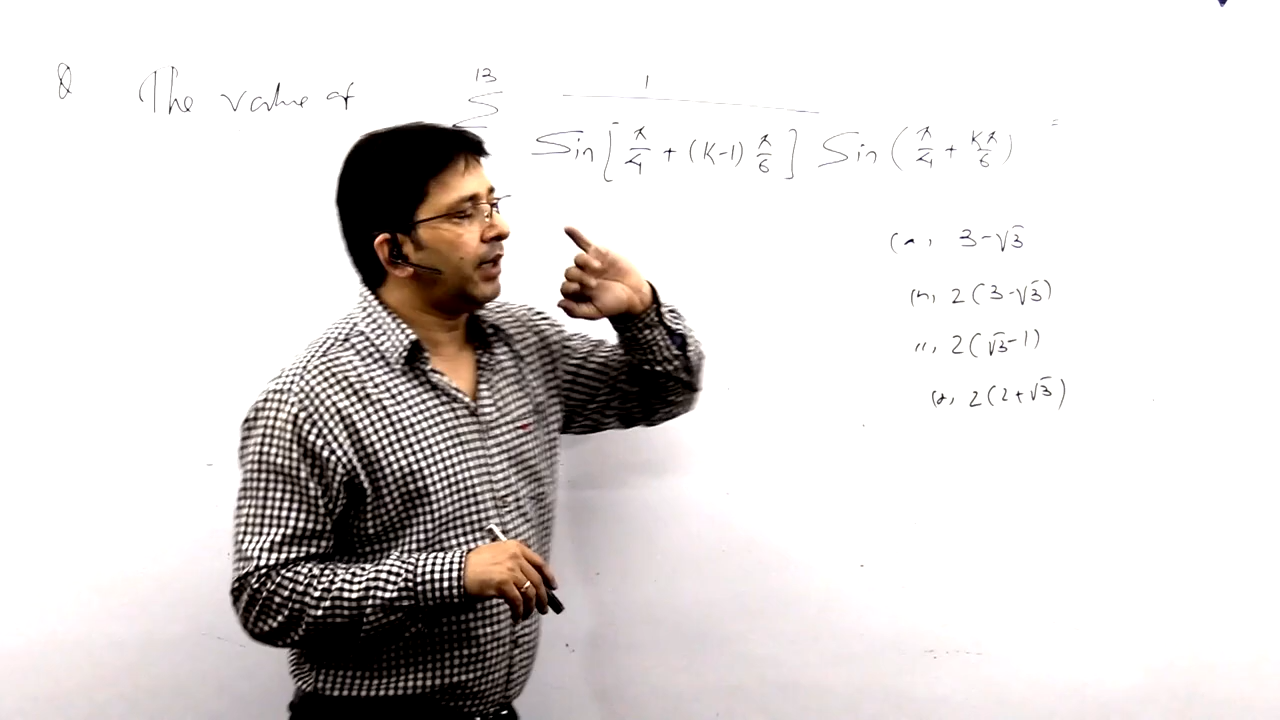 Q The value of 13 Σ 1 / Sin[π/4 + (K-1) π/6] Sin(π/4 + Kπ/6) =
(a) 3-√3
(b) 2(3-√3)
(c) 2(√3-1)
(d) 2(2+√3)